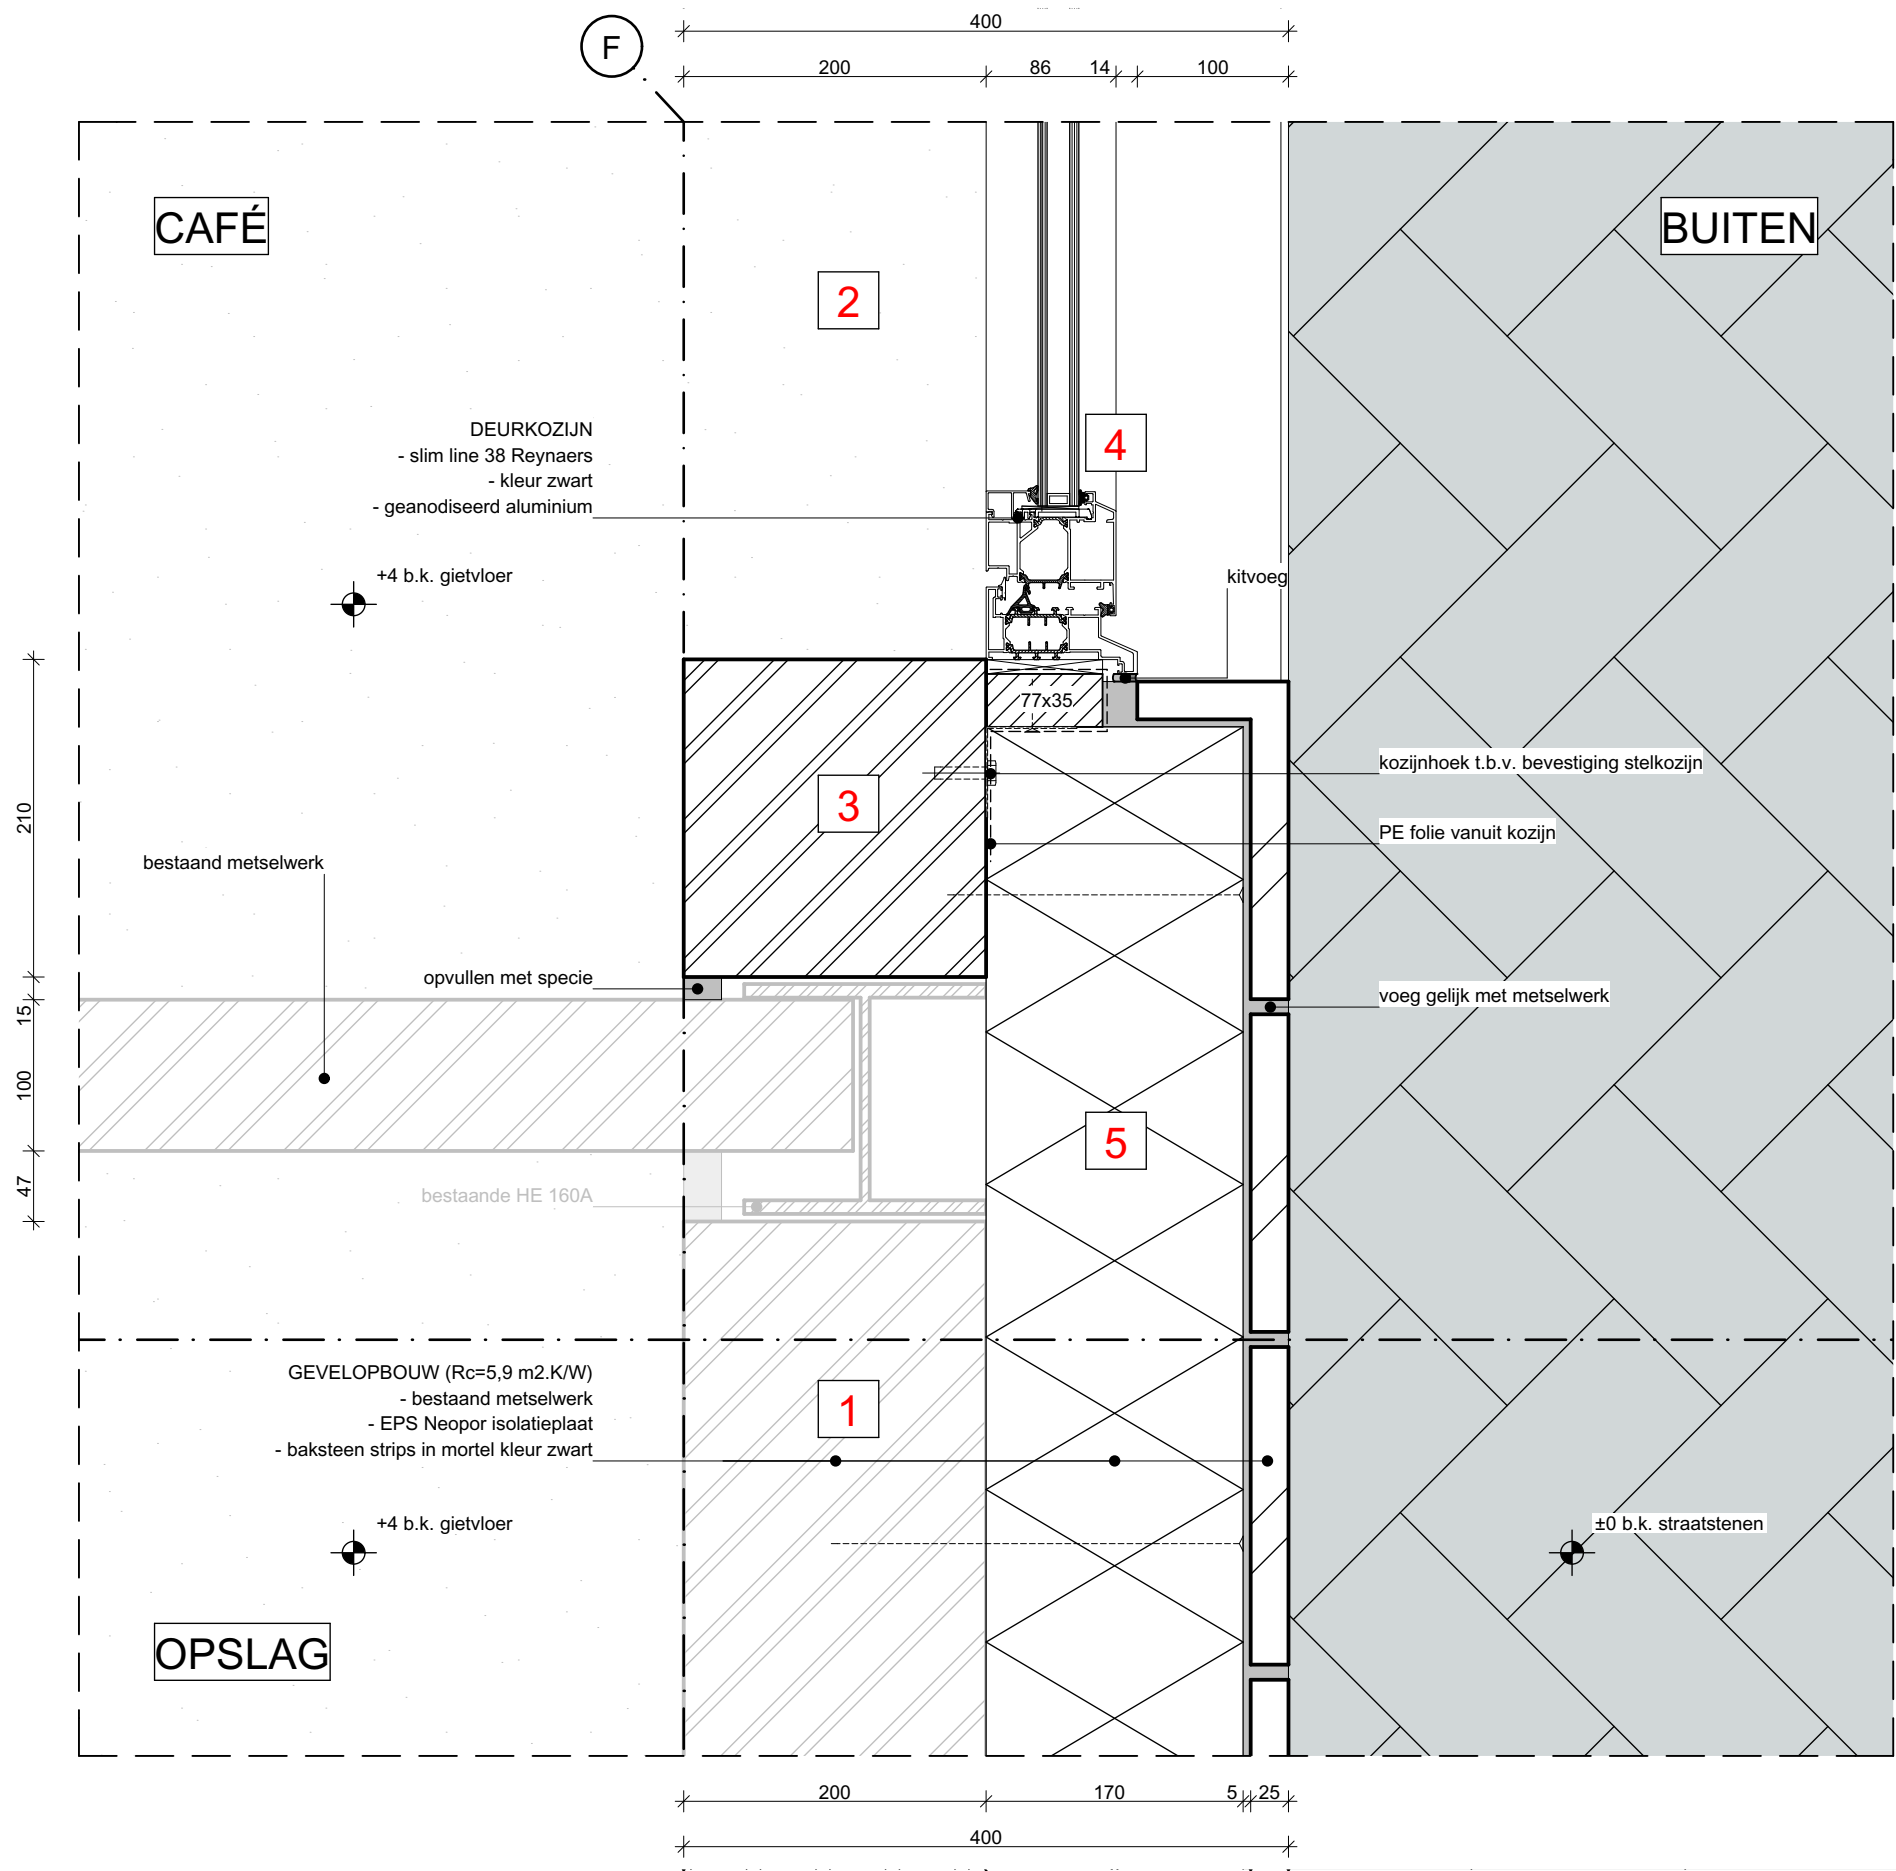 400
F
200 86 14 100
CAFÉ
BUITEN
2
DEURKOZIJN
- slim line 38 Reynaers
- kleur zwart
- geanodiseerd aluminium
4
+4 b.k. gietvloer
kitvoeg
77x35
kozijnhoek t.b.v. bevestiging stelkozijn
3
210
PE folie vanuit kozijn
bestaand metselwerk
opvullen met specie
voeg gelijk met metselwerk
15
100
5
47
bestaande HE 160A
GEVELOPBOUW (Rc=5,9 m2.K/W)
- bestaand metselwerk
- EPS Neopor isolatieplaat
- baksteen strips in mortel kleur zwart
1
+4 b.k. gietvloer
±0 b.k. straatstenen
OPSLAG
200 170 5 25
400